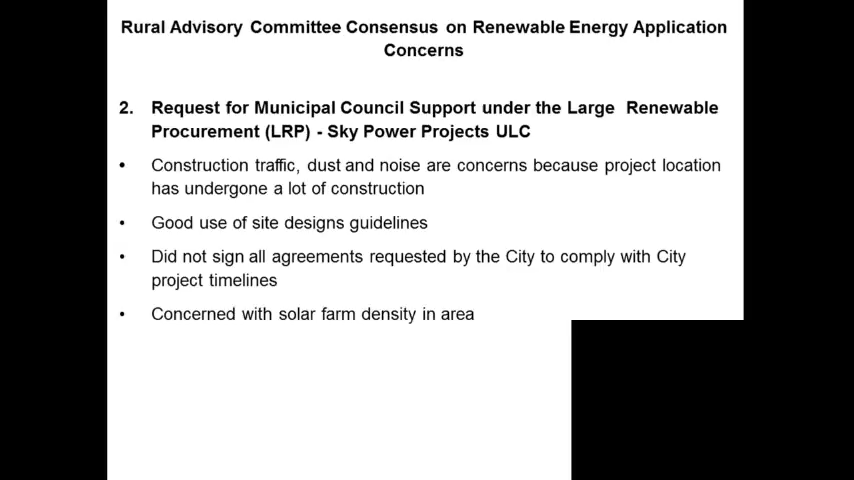 Rural Advisory Committee Consensus on Renewable Energy Application
Concerns
2. Request for Municipal Council Support under the Large Renewable
Procurement (LRP) - Sky Power Projects ULC
• Construction traffic, dust and noise are concerns because project location
has undergone a lot of construction
• Good use of site designs guidelines
• Did not sign all agreements requested by the City to comply with City
project timelines
• Concerned with solar farm density in area